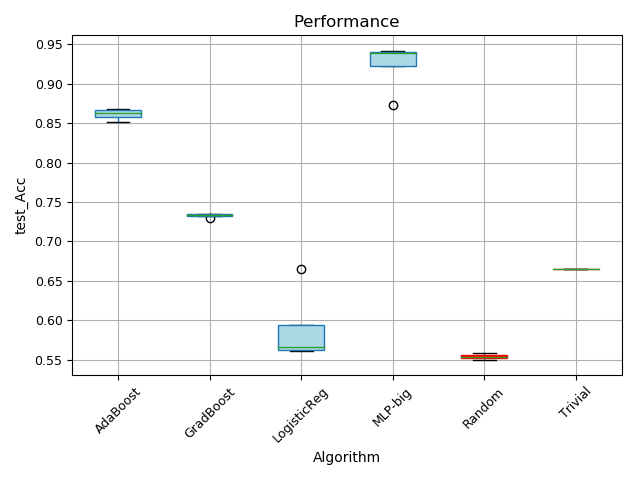 Performance
0.95
0.90
0.85
0.80
0.75
0.70
0.65
0.60
0.55
test_Acc
AdaBoost
GradBoost
LogisticReg
MLP-big
Random
Trivial
Algorithm